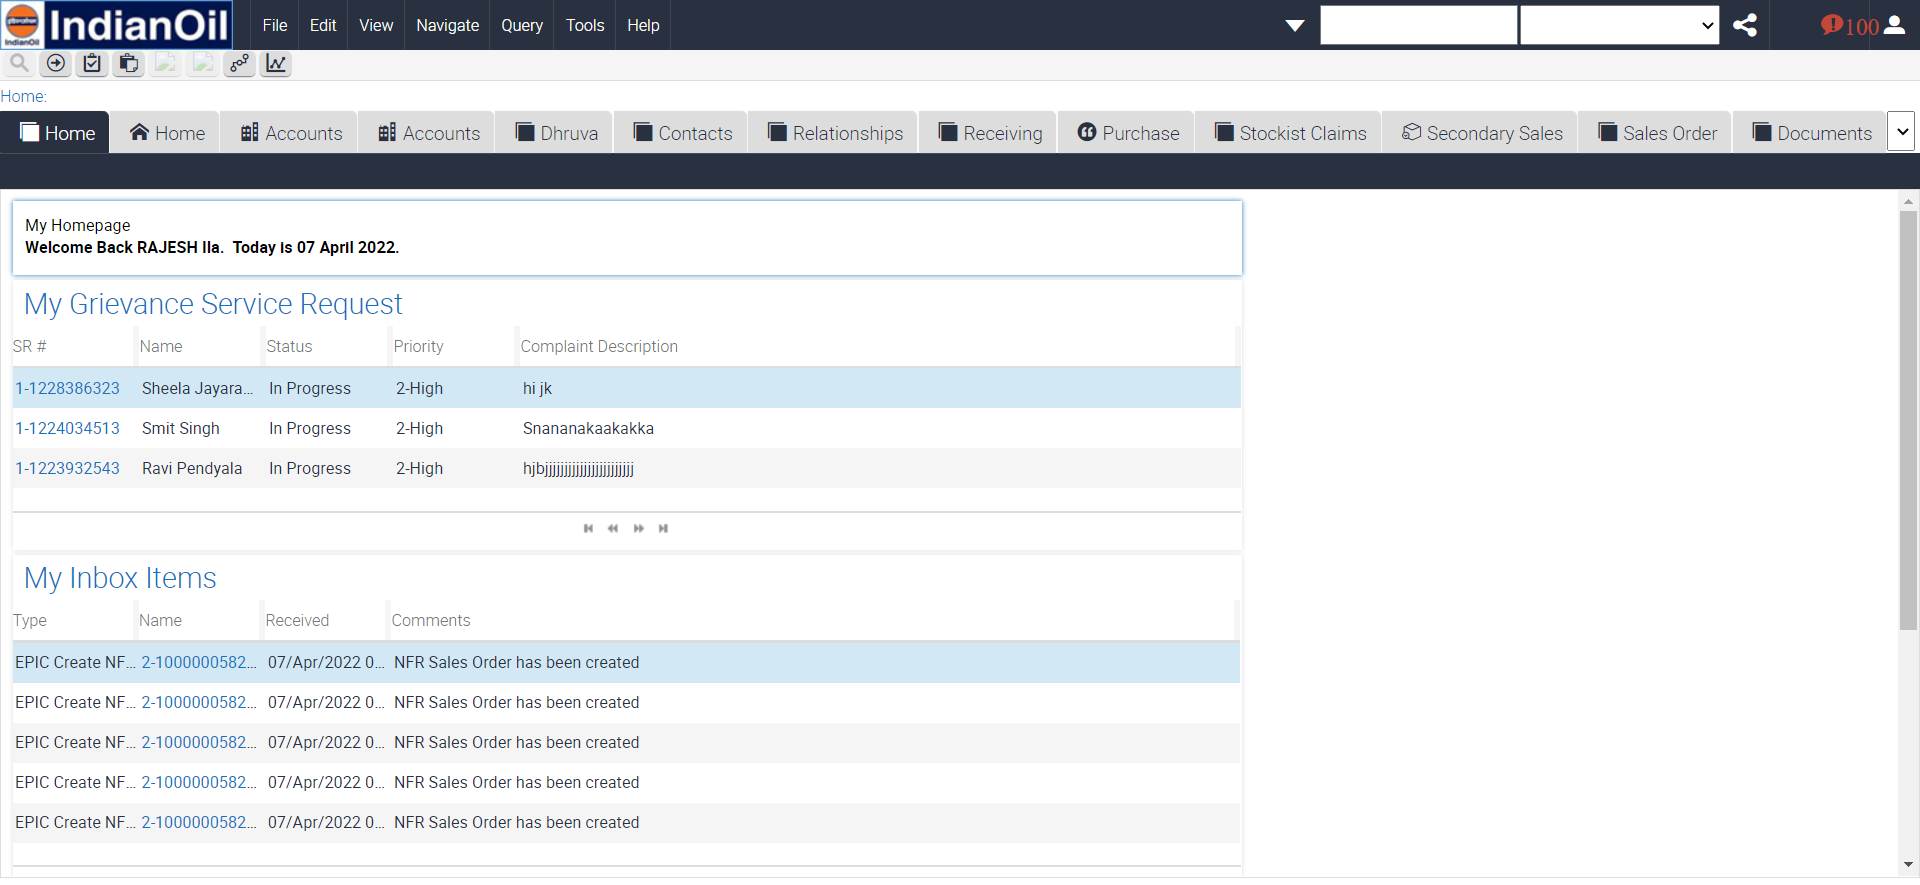 IndianOil
IndianOil
File Edit View Navigate Query Tools Help
100
Home:
Home Home Accounts Accounts Dhruva Contacts Relationships Receiving Purchase Stockist Claims Secondary Sales Sales Order Documents
My Homepage
Welcome Back RAJESH lla. Today is 07 April 2022.
My Grievance Service Request
SR # Name Status Priority Complaint Description
1-1228386323 Sheela Jayara... In Progress 2-High hi jk
1-1224034513 Smit Singh In Progress 2-High Snananakaakakka
1-1223932543 Ravi Pendyala In Progress 2-High
My Inbox Items
Type Name Received Comments
EPIC Create NF... 2-1000000582... 07/Apr/2022 0... NFR Sales Order has been created
EPIC Create NF... 2-1000000582... 07/Apr/2022 0... NFR Sales Order has been created
EPIC Create NF... 2-1000000582... 07/Apr/2022 0... NFR Sales Order has been created
EPIC Create NF... 2-1000000582... 07/Apr/2022 0... NFR Sales Order has been created
EPIC Create NF... 2-1000000582... 07/Apr/2022 0... NFR Sales Order has been created